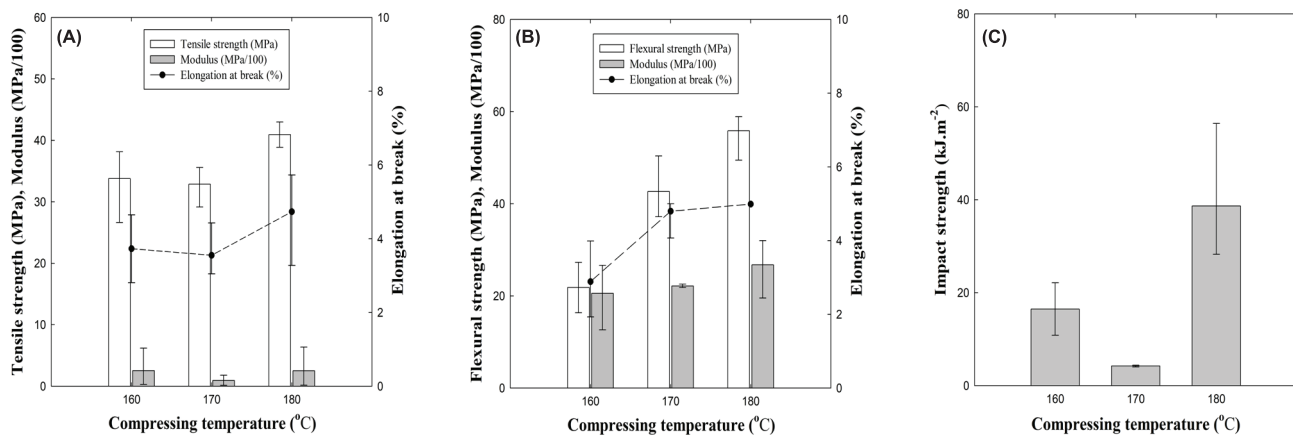 (A)
Tensile strength (MPa), Modulus (MPa/100)
60
50
40
30
20
10
0
Tensile strength (MPa)
Modulus (MPa/100)
Elongation at break (%)
10
8
6
4
2
0
Elongation at break (%)
160 170 180
Compressing temperature (°C)
(B)
Flexural strength (MPa), Modulus (MPa/100)
80
60
40
20
0
Flexural strength (MPa)
Modulus (MPa/100)
Elongation at break (%)
10
8
6
4
2
0
Elongation at break (%)
160 170 180
Compressing temperature (°C)
(C)
Impact strength (kJ.m⁻²)
80
60
40
20
0
160 170 180
Compressing temperature (°C)